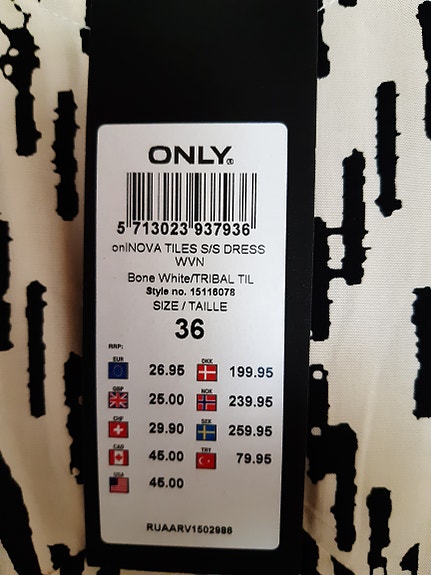 ONLY®
5 713023 937936
onlNOVA TILES S/S DRESS
WVN
Bone White/TRIBAL TIL
Style no. 15116078
SIZE / TAILLE
36
RRP:
EUR 26.95 DKK 199.95
GBP 25.00 NOK 239.95
CHF 29.90 SEK 259.95
CAD 45.00 TRY 79.95
USA 45.00
RUAARV1502986